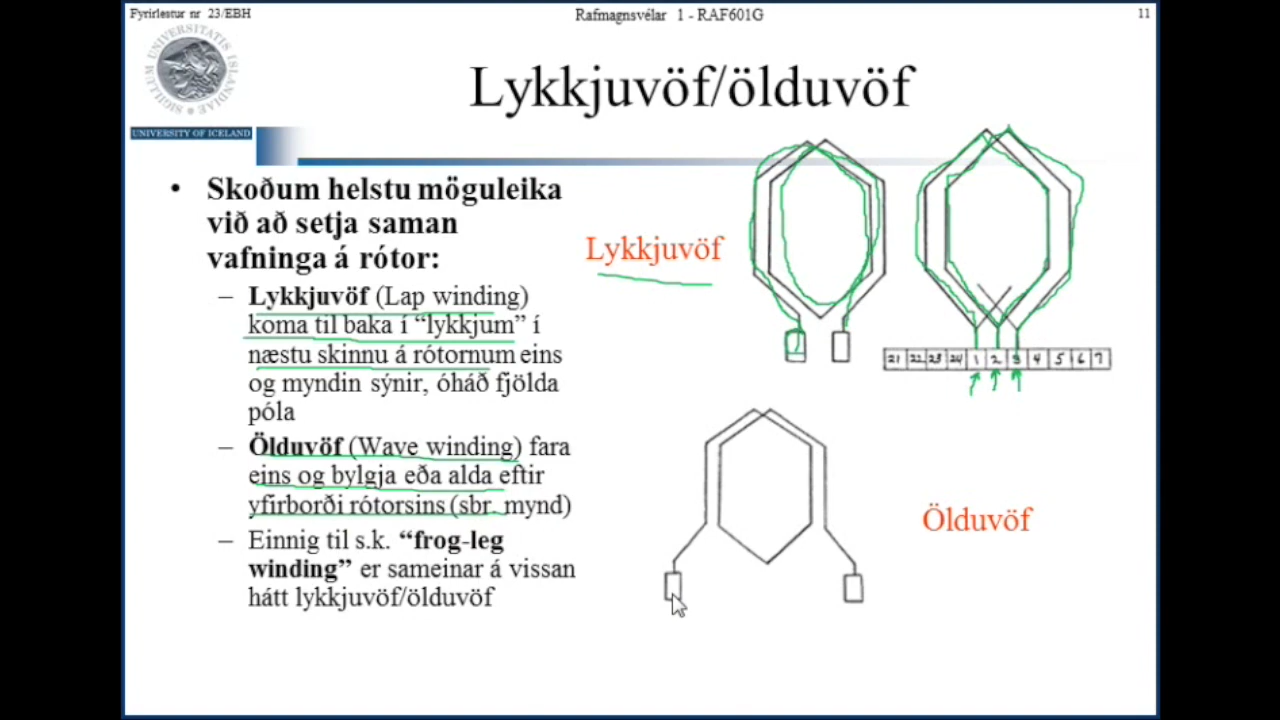 Fyrirlestur nr 23/EBH
Rafmagnsvélar 1 - RAF601G
11
SIGILLUM UNIVERSITATIS ISLANDIAE
UNIVERSITY OF ICELAND
Lykkjuvöf/ölduvöf
• Skoðum helstu möguleika
við að setja saman
vafninga á rótor:
– Lykkjuvöf (Lap winding)
koma til baka í “lykkjum” í
næstu skinnu á rótornum eins
og myndin sýnir, óháð fjölda
póla
– Ölduvöf (Wave winding) fara
eins og bylgja eða alda eftir
yfirborði rótorsins (sbr. mynd)
– Einnig til s.k. “frog-leg
winding” er sameinar á vissan
hátt lykkjuvöf/ölduvöf
Lykkjuvöf
21 22 23 24 1 2 3 4 5 6 7
Ölduvöf